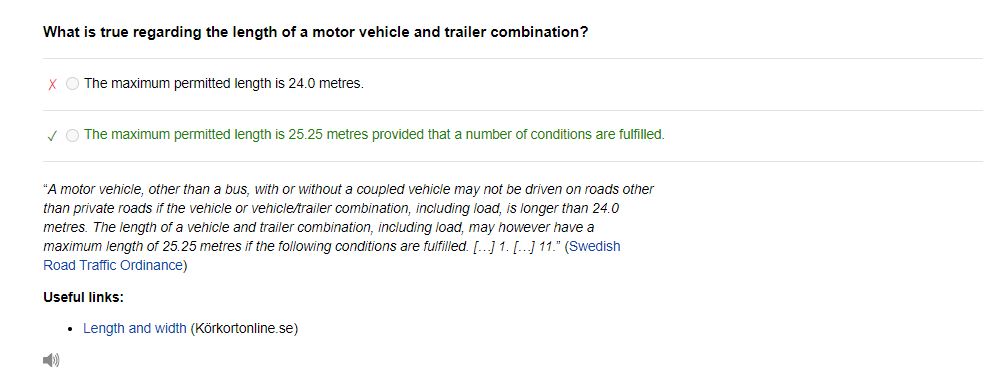 What is true regarding the length of a motor vehicle and trailer combination?
The maximum permitted length is 24.0 metres.
The maximum permitted length is 25.25 metres provided that a number of conditions are fulfilled.
“A motor vehicle, other than a bus, with or without a coupled vehicle may not be driven on roads other
than private roads if the vehicle or vehicle/trailer combination, including load, is longer than 24.0
metres. The length of a vehicle and trailer combination, including load, may however have a
maximum length of 25.25 metres if the following conditions are fulfilled. [...] 1. [...] 11.” (Swedish
Road Traffic Ordinance)
Useful links:
Length and width (Körkortonline.se)